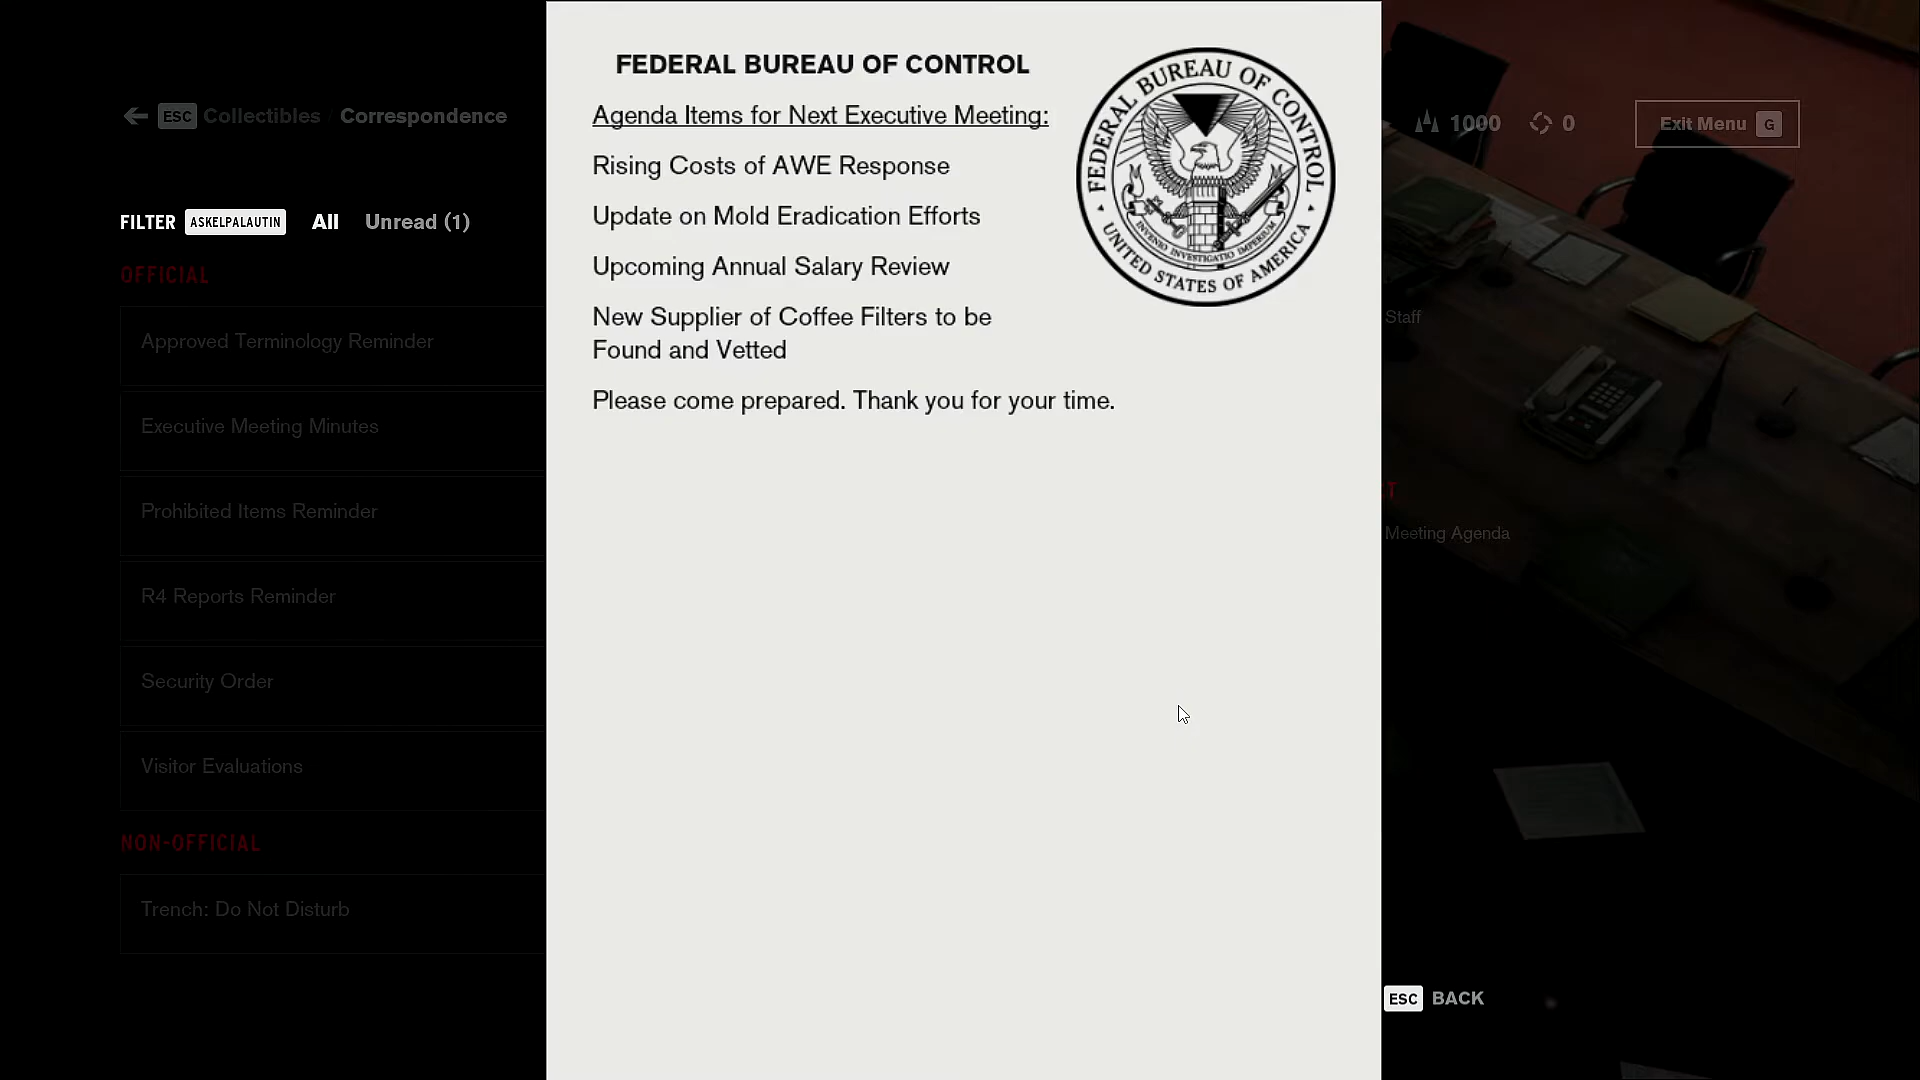 FEDERAL BUREAU OF CONTROL
Agenda Items for Next Executive Meeting:
Rising Costs of AWE Response
Update on Mold Eradication Efforts
Upcoming Annual Salary Review
New Supplier of Coffee Filters to be
Found and Vetted
Please come prepared. Thank you for your time.
FEDERAL BUREAU OF CONTROL
INVENIO INVESTIGATIO IMPERIUM
UNITED STATES OF AMERICA
ESC Collectibles / Correspondence
1000 0 Exit Menu G
FILTER ASKELPALAUTIN All Unread (1)
OFFICIAL
Approved Terminology Reminder
Executive Meeting Minutes
Prohibited Items Reminder
R4 Reports Reminder
Security Order
Visitor Evaluations
NON-OFFICIAL
Trench: Do Not Disturb
Staff
T
Meeting Agenda
ESC BACK